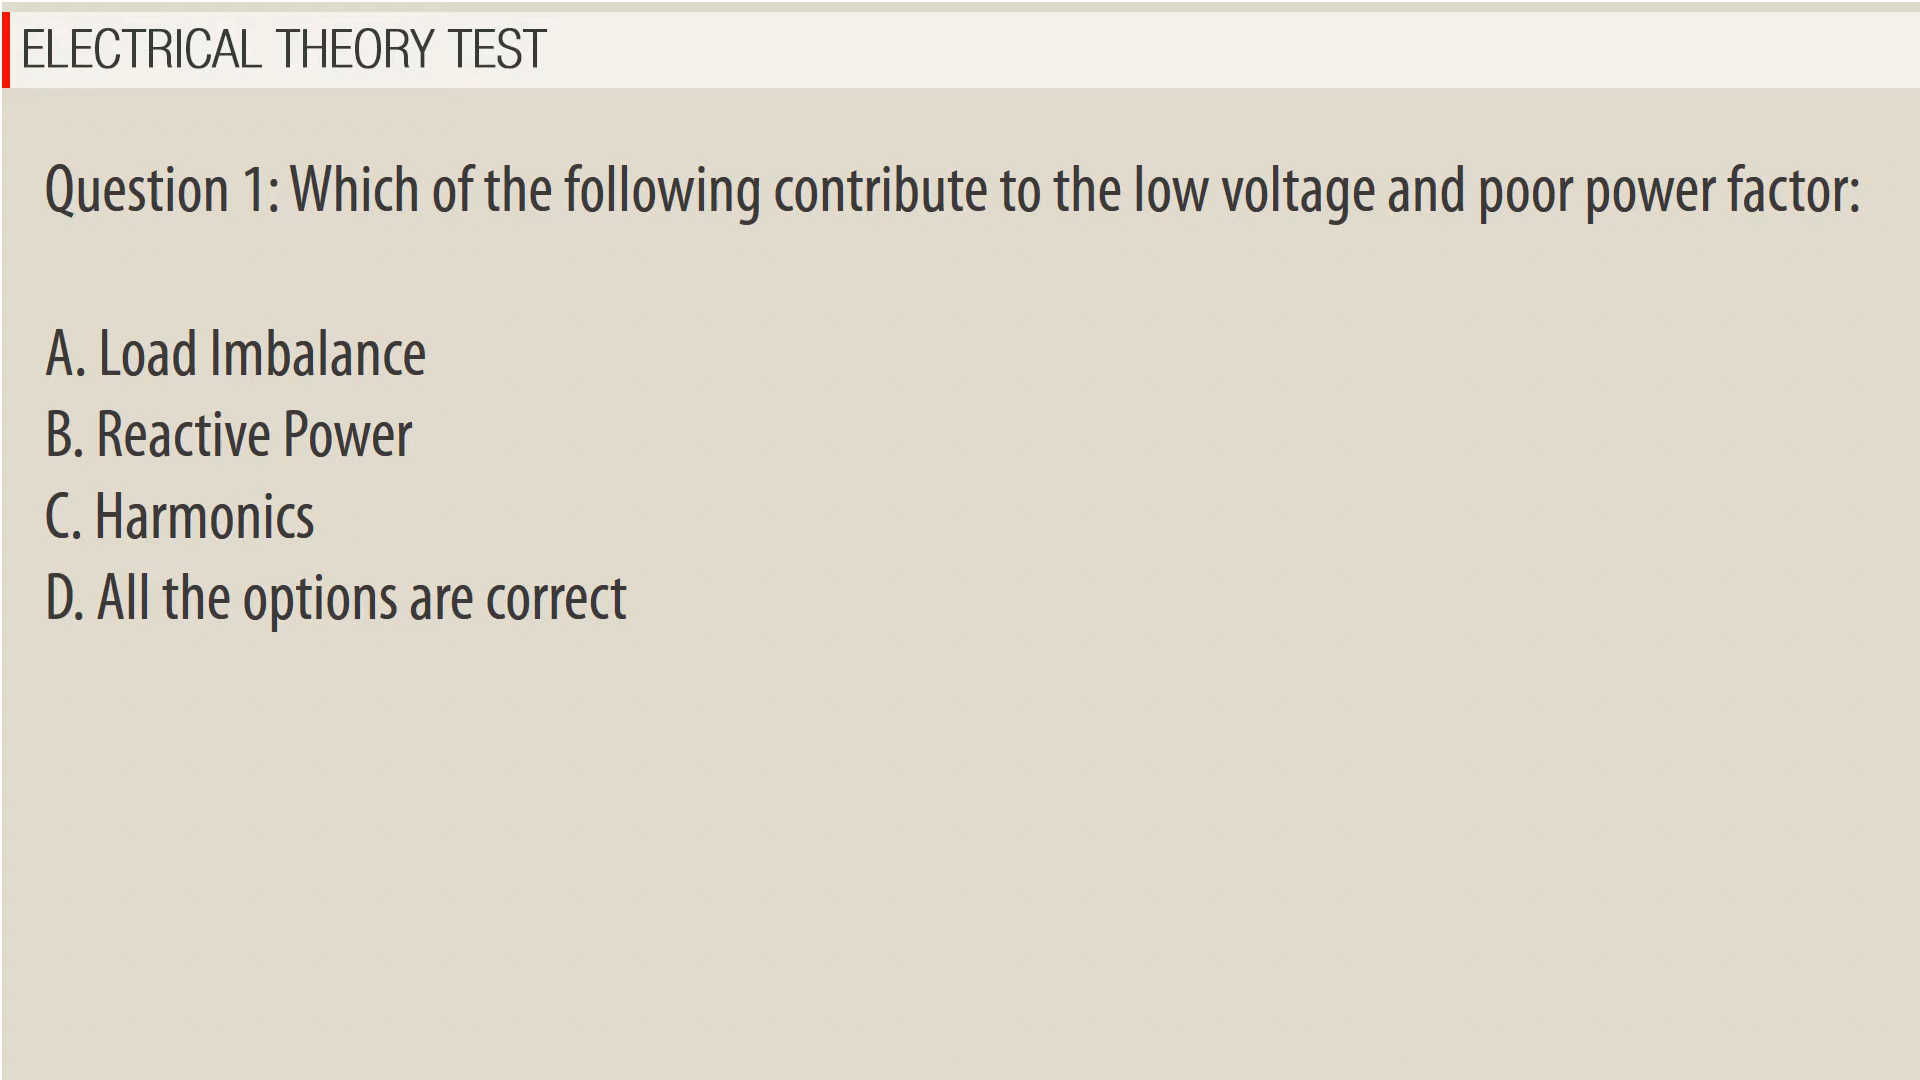 ELECTRICAL THEORY TEST
Question 1: Which of the following contribute to the low voltage and poor power factor:
A. Load Imbalance
B. Reactive Power
C. Harmonics
D. All the options are correct